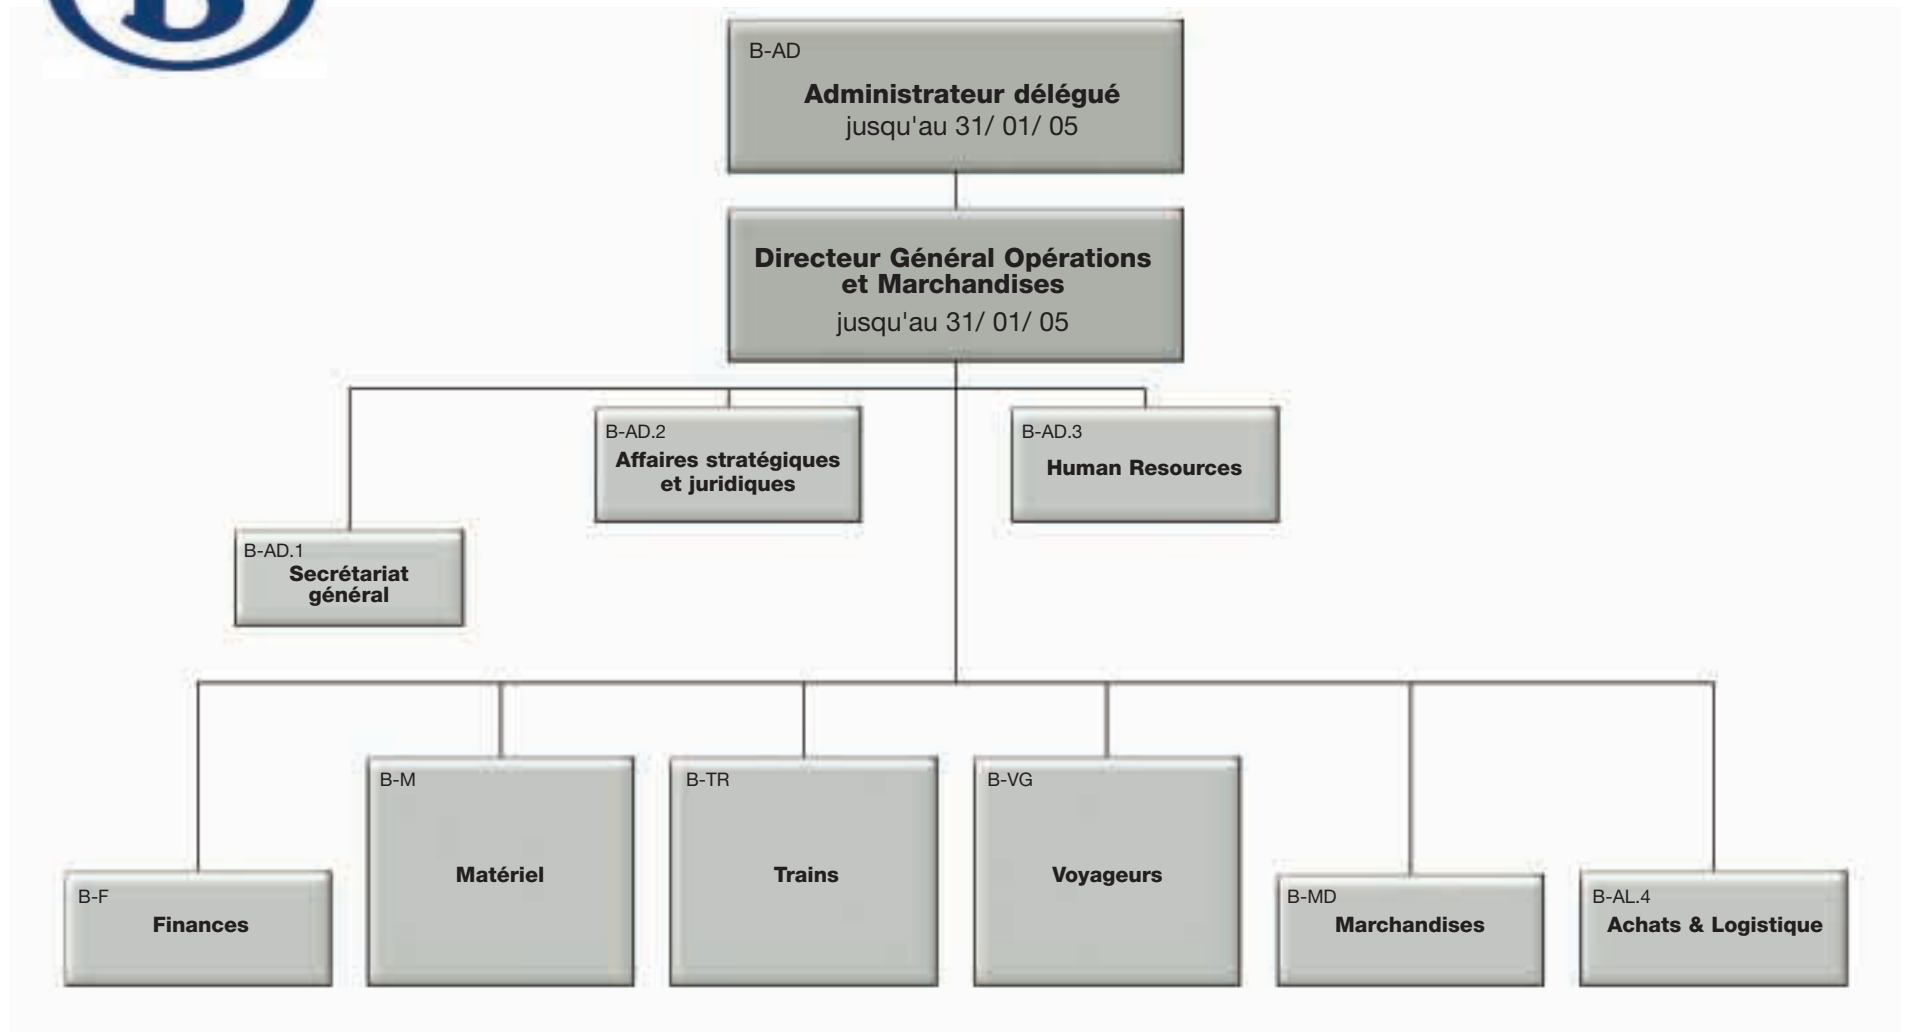 B
B-AD
Administrateur délégué
jusqu'au 31/ 01/ 05
Directeur Général Opérations
et Marchandises
jusqu'au 31/ 01/ 05
B-AD.2
Affaires stratégiques
et juridiques
B-AD.3
Human Resources
B-AD.1
Secrétariat
général
B-F
Finances
B-M
Matériel
B-TR
Trains
B-VG
Voyageurs
B-MD
Marchandises
B-AL.4
Achats & Logistique